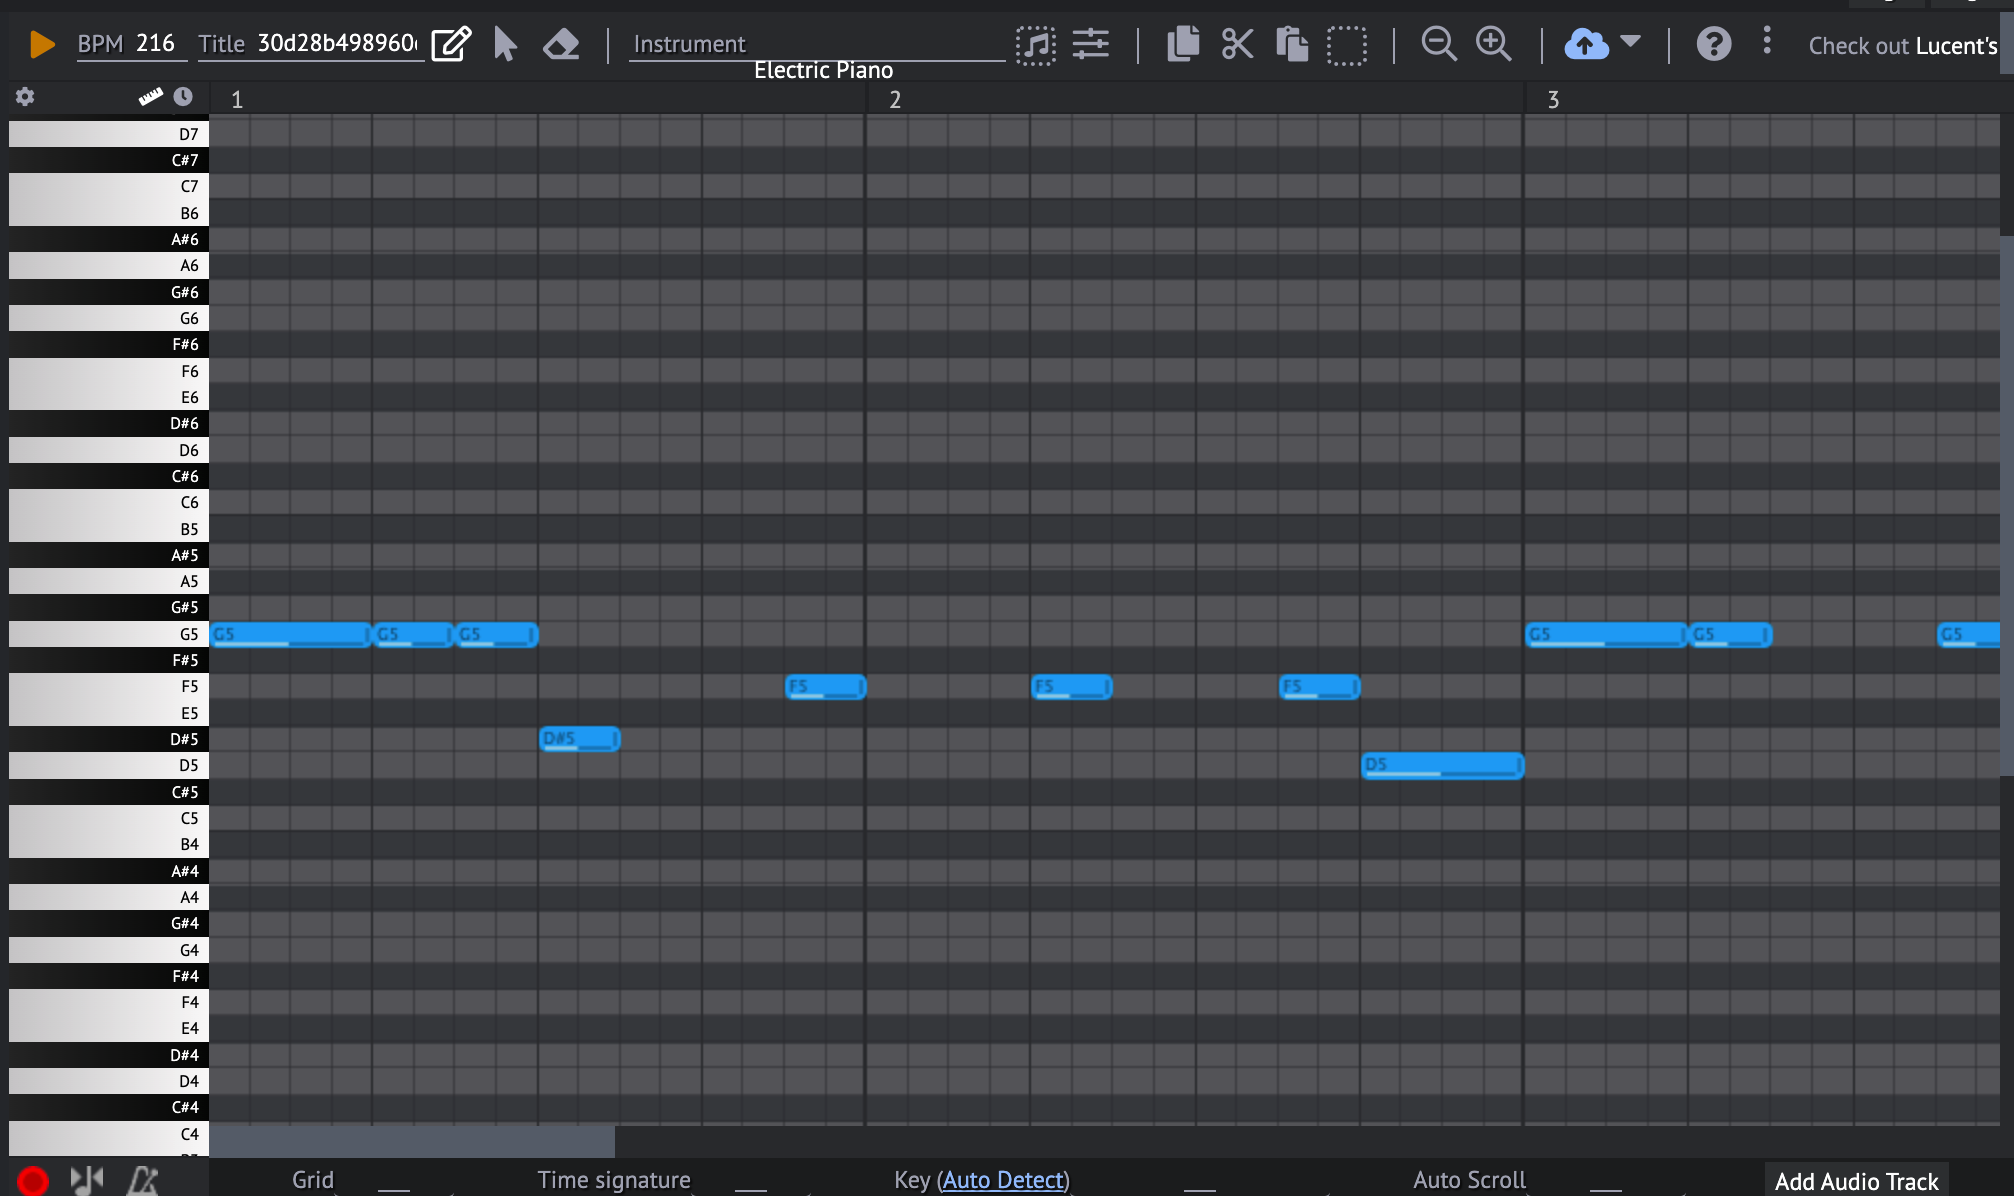 BPM 216 Title 30d28b498960 Instrument Electric Piano Check out Lucent's
1 2 3
D7
C#7
C7
B6
A#6
A6
G#6
G6
F#6
F6
E6
D#6
D6
C#6
C6
B5
A#5
A5
G#5
G5 G5 G5 G5 G5 G5 G5
F#5
F5 F5 F5 F5
E5
D#5 D#5
D5 D5
C#5
C5
B4
A#4
A4
G#4
G4
F#4
F4
E4
D#4
D4
C#4
C4
Grid Time signature Key (Auto Detect) Auto Scroll Add Audio Track